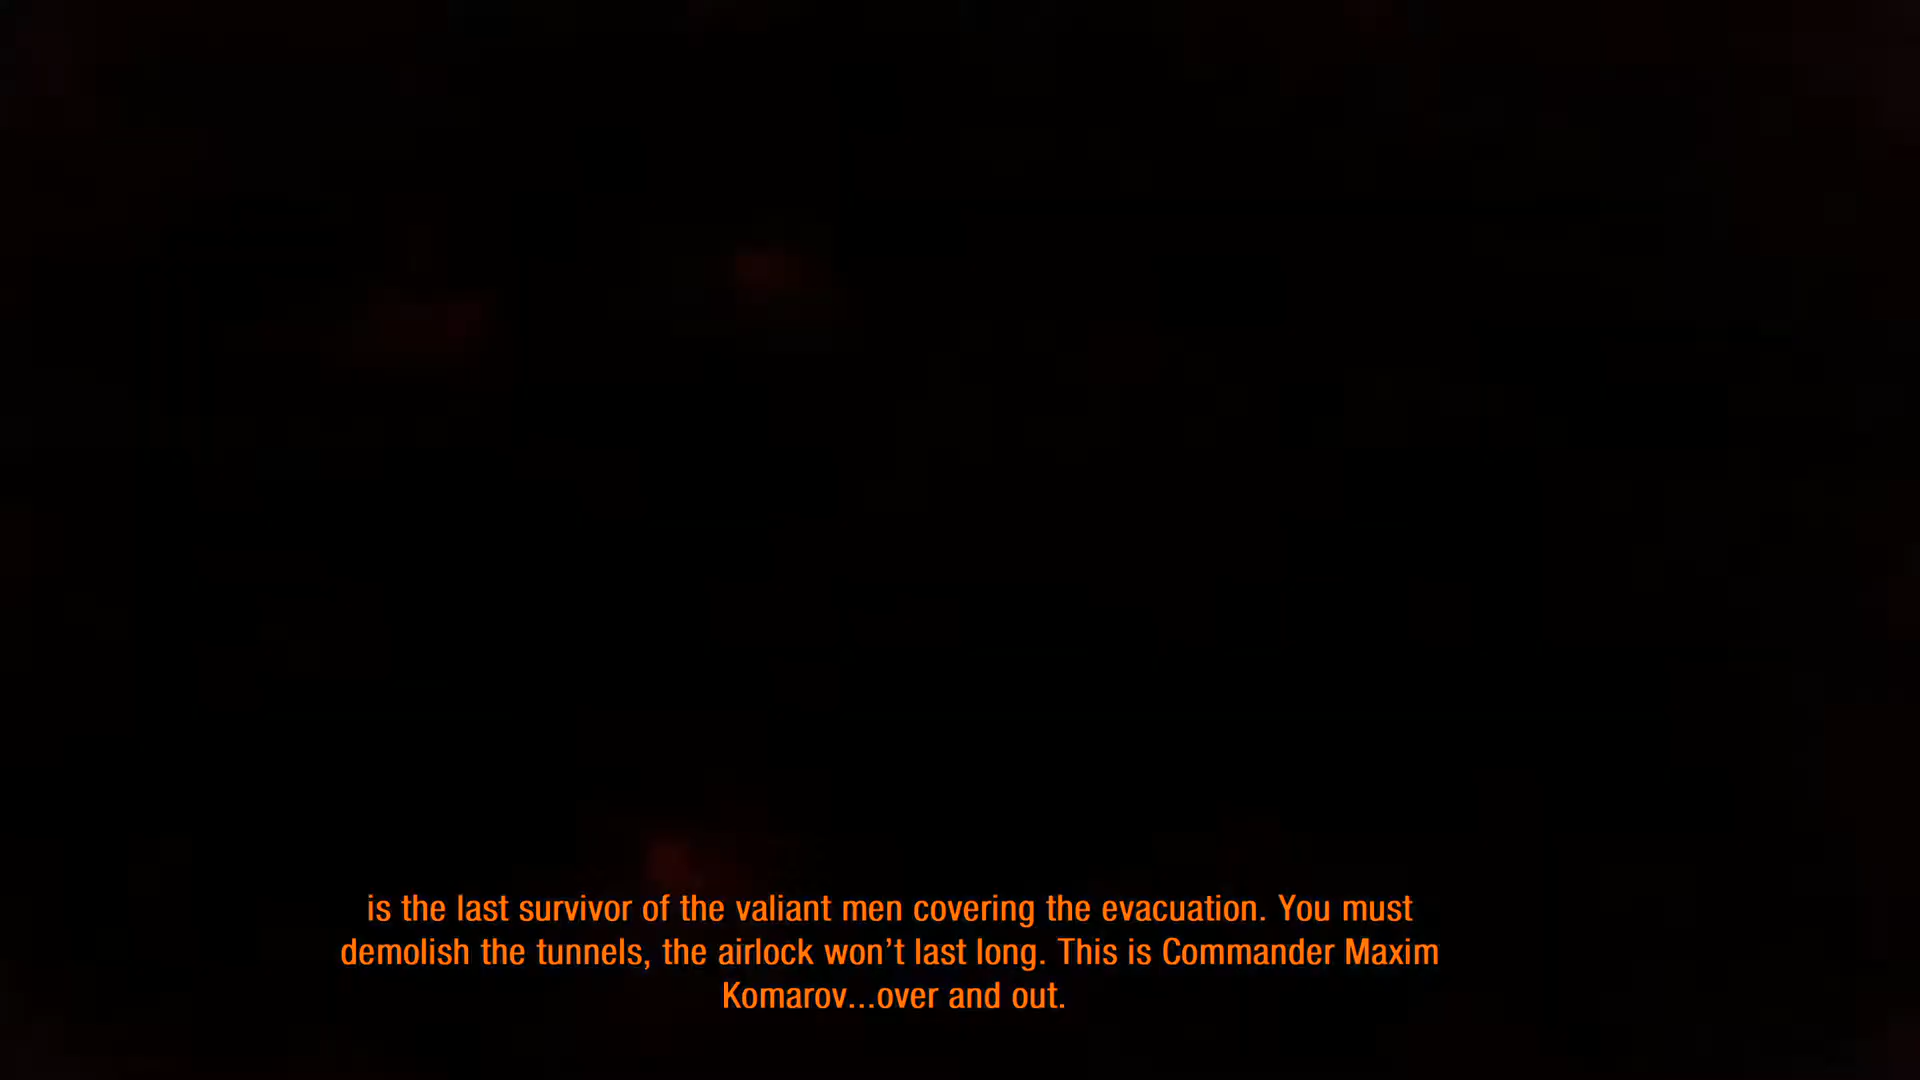 is the last survivor of the valiant men covering the evacuation. You must
demolish the tunnels, the airlock won’t last long. This is Commander Maxim
Komarov...over and out.